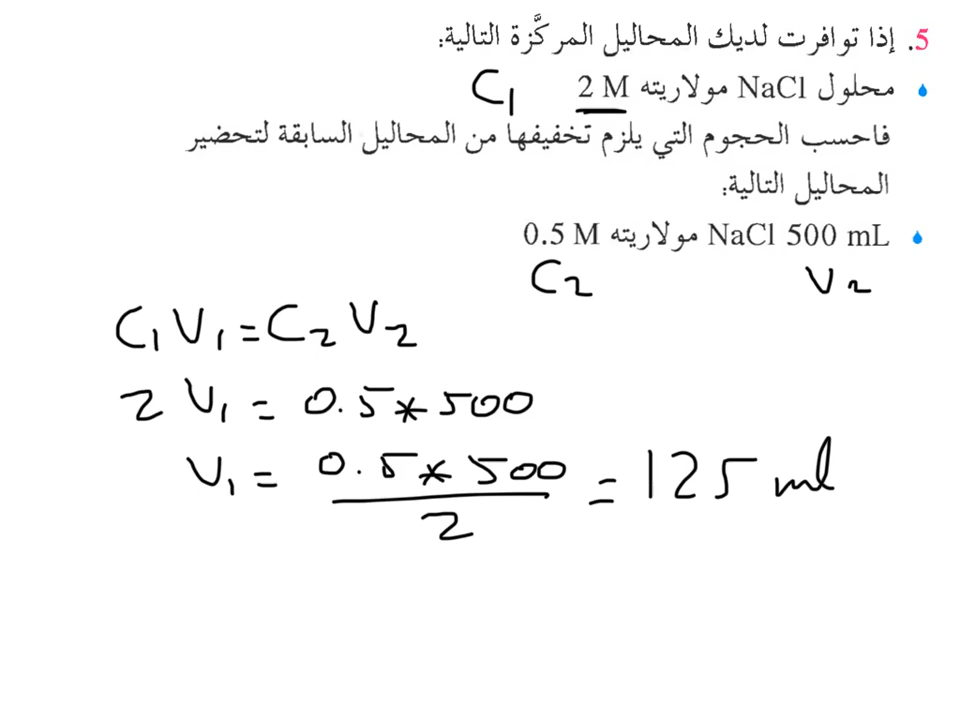 5. إذا توافرت لديك المحاليل المركَّزة التالية:
محلول NaCl مولاريته 2 M C₁
فاحسب الحجوم التي يلزم تخفيفها من المحاليل السابقة لتحضير
المحاليل التالية:
500 mL NaCl مولاريته 0.5 M
V₂ C₂
C₁V₁=C₂V₂
2 V₁ = 0.5*500
V₁ = 0.5*500 / 2 = 125 ml